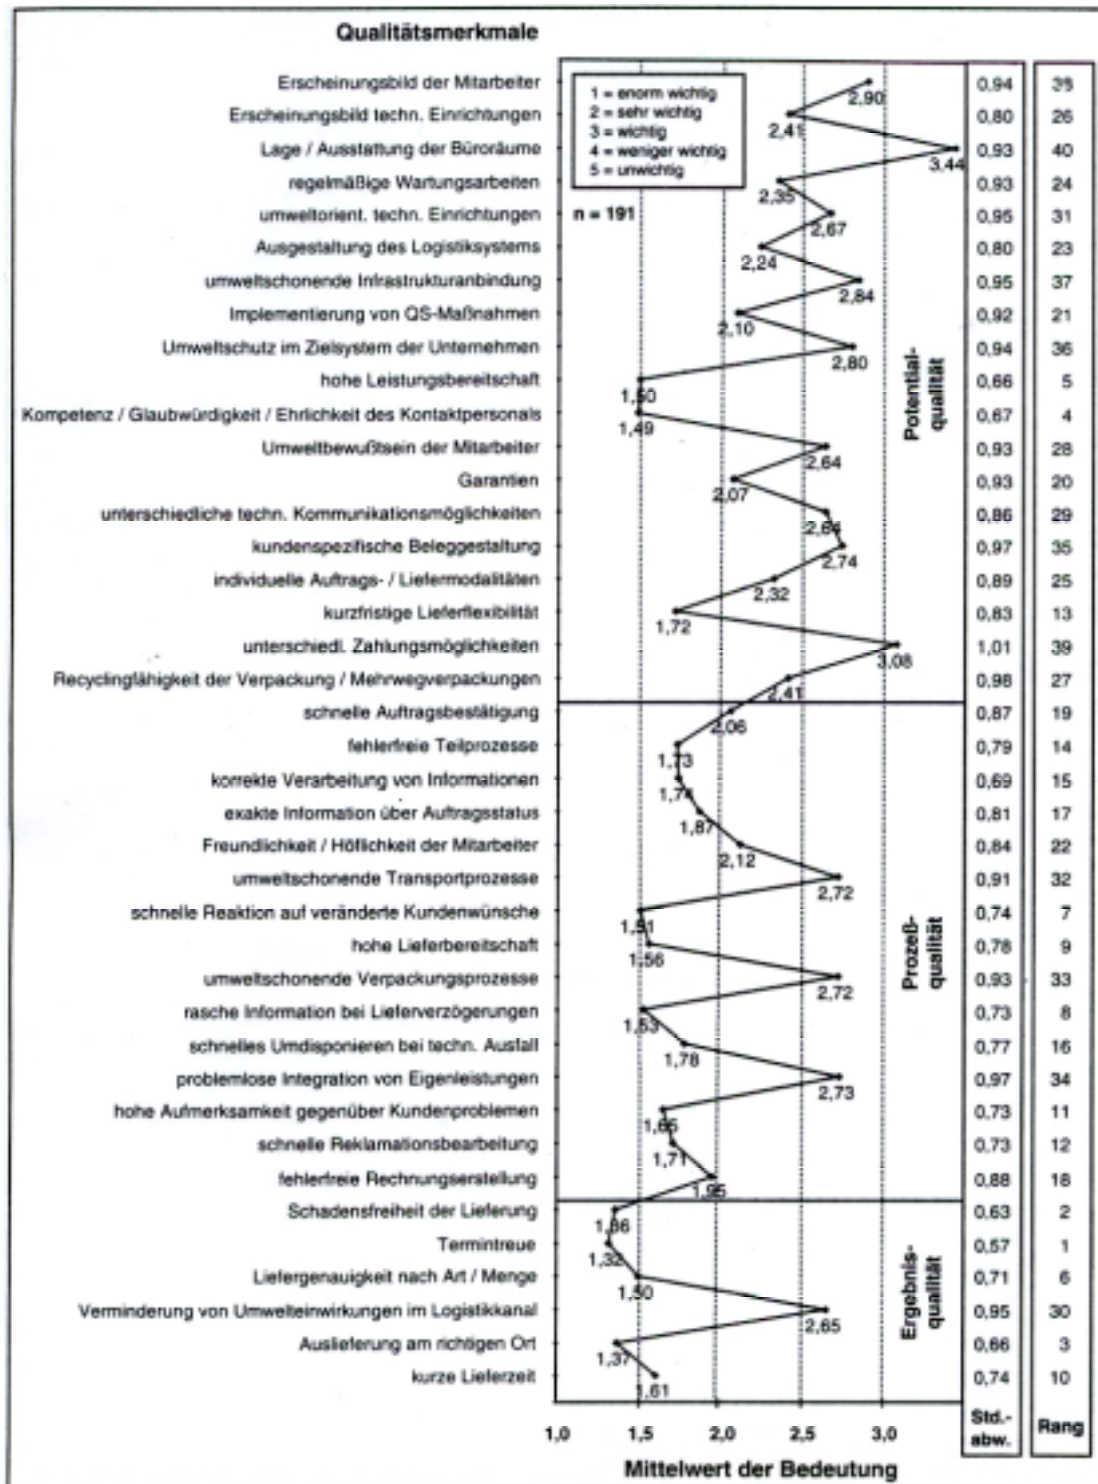 Qualitätsmerkmale
1 = enorm wichtig
2 = sehr wichtig
3 = wichtig
4 = weniger wichtig
5 = unwichtig
n = 191
Erscheinungsbild der Mitarbeiter 2,90 0,94
Erscheinungsbild techn. Einrichtungen 2,41 0,80 26
Lage / Ausstattung der Büroräume 3,44 0,93 40
regelmäßige Wartungsarbeiten 2,35 0,93 24
umweltorient. techn. Einrichtungen 2,67 0,95 31
Ausgestaltung des Logistiksystems 2,24 0,80 23
umweltschonende Infrastrukturanbindung 2,84 0,95 37
Implementierung von QS-Maßnahmen 2,10 0,92 21
Umweltschutz im Zielsystem der Unternehmen 2,80 0,94 36
hohe Leistungsbereitschaft 1,50 0,66 5
Kompetenz / Glaubwürdigkeit / Ehrlichkeit des Kontaktpersonals 1,49 0,67 4
Umweltbewußtsein der Mitarbeiter 2,64 0,93 28
Garantien 2,07 0,93 20
unterschiedliche techn. Kommunikationsmöglichkeiten 2,64 0,86 29
kundenspezifische Beleggestaltung 2,74 0,97 35
individuelle Auftrags- / Liefermodalitäten 2,32 0,89 25
kurzfristige Lieferflexibilität 1,72 0,83 13
unterschiedl. Zahlungsmöglichkeiten 3,08 1,01 39
Recyclingfähigkeit der Verpackung / Mehrwegverpackungen 2,41 0,98 27
Potential-
qualität
schnelle Auftragsbestätigung 2,06 0,87 19
fehlerfreie Teilprozesse 1,73 0,79 14
korrekte Verarbeitung von Informationen 0,69 15
exakte Information über Auftragsstatus 1,87 0,81 17
Freundlichkeit / Höflichkeit der Mitarbeiter 2,12 0,84 22
umweltschonende Transportprozesse 2,72 0,91 32
schnelle Reaktion auf veränderte Kundenwünsche 1,51 0,74 7
hohe Lieferbereitschaft 1,56 0,78 9
umweltschonende Verpackungsprozesse 2,72 0,93 33
rasche Information bei Lieferverzögerungen 1,53 0,73 8
schnelles Umdisponieren bei techn. Ausfall 1,78 0,77 16
problemlose Integration von Eigenleistungen 2,73 0,97 34
hohe Aufmerksamkeit gegenüber Kundenproblemen 1,65 0,73 11
schnelle Reklamationsbearbeitung 1,71 0,73 12
fehlerfreie Rechnungserstellung 1,95 0,88 18
Prozeß-
qualität
Schadensfreiheit der Lieferung 1,36 0,63 2
Termintreue 1,32 0,57 1
Liefergenauigkeit nach Art / Menge 1,50 0,71 6
Verminderung von Umwelteinwirkungen im Logistikkanal 2,65 0,95 30
Auslieferung am richtigen Ort 1,37 0,66 3
kurze Lieferzeit 1,61 0,74 10
Ergebnis-
qualität
1,0 1,5 2,0 2,5 3,0
Std.-
abw.
Rang
Mittelwert der Bedeutung